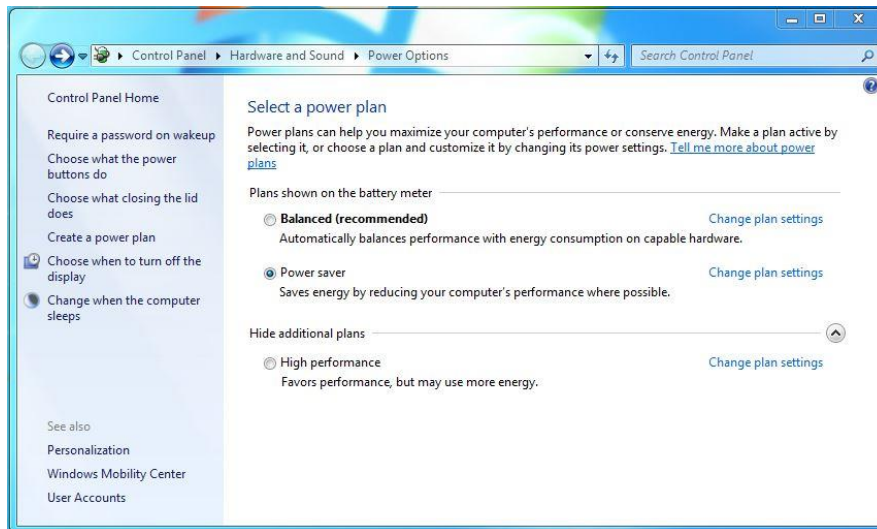 Control Panel ▸ Hardware and Sound ▸ Power Options
Search Control Panel
Control Panel Home
Require a password on wakeup
Choose what the power
buttons do
Choose what closing the lid
does
Create a power plan
Choose when to turn off the
display
Change when the computer
sleeps
See also
Personalization
Windows Mobility Center
User Accounts
Select a power plan
Power plans can help you maximize your computer's performance or conserve energy. Make a plan active by
selecting it, or choose a plan and customize it by changing its power settings. Tell me more about power
plans
Plans shown on the battery meter
Balanced (recommended) Change plan settings
Automatically balances performance with energy consumption on capable hardware.
Power saver Change plan settings
Saves energy by reducing your computer's performance where possible.
Hide additional plans
High performance Change plan settings
Favors performance, but may use more energy.